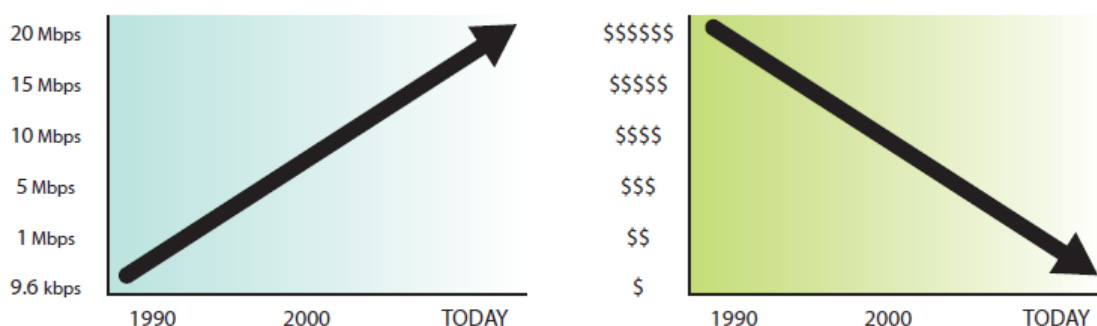 20 Mbps
15 Mbps
10 Mbps
5 Mbps
1 Mbps
9.6 kbps
1990 2000 TODAY
$$$$$$
$$$$$
$$$$
$$$
$$
$
1990 2000 TODAY